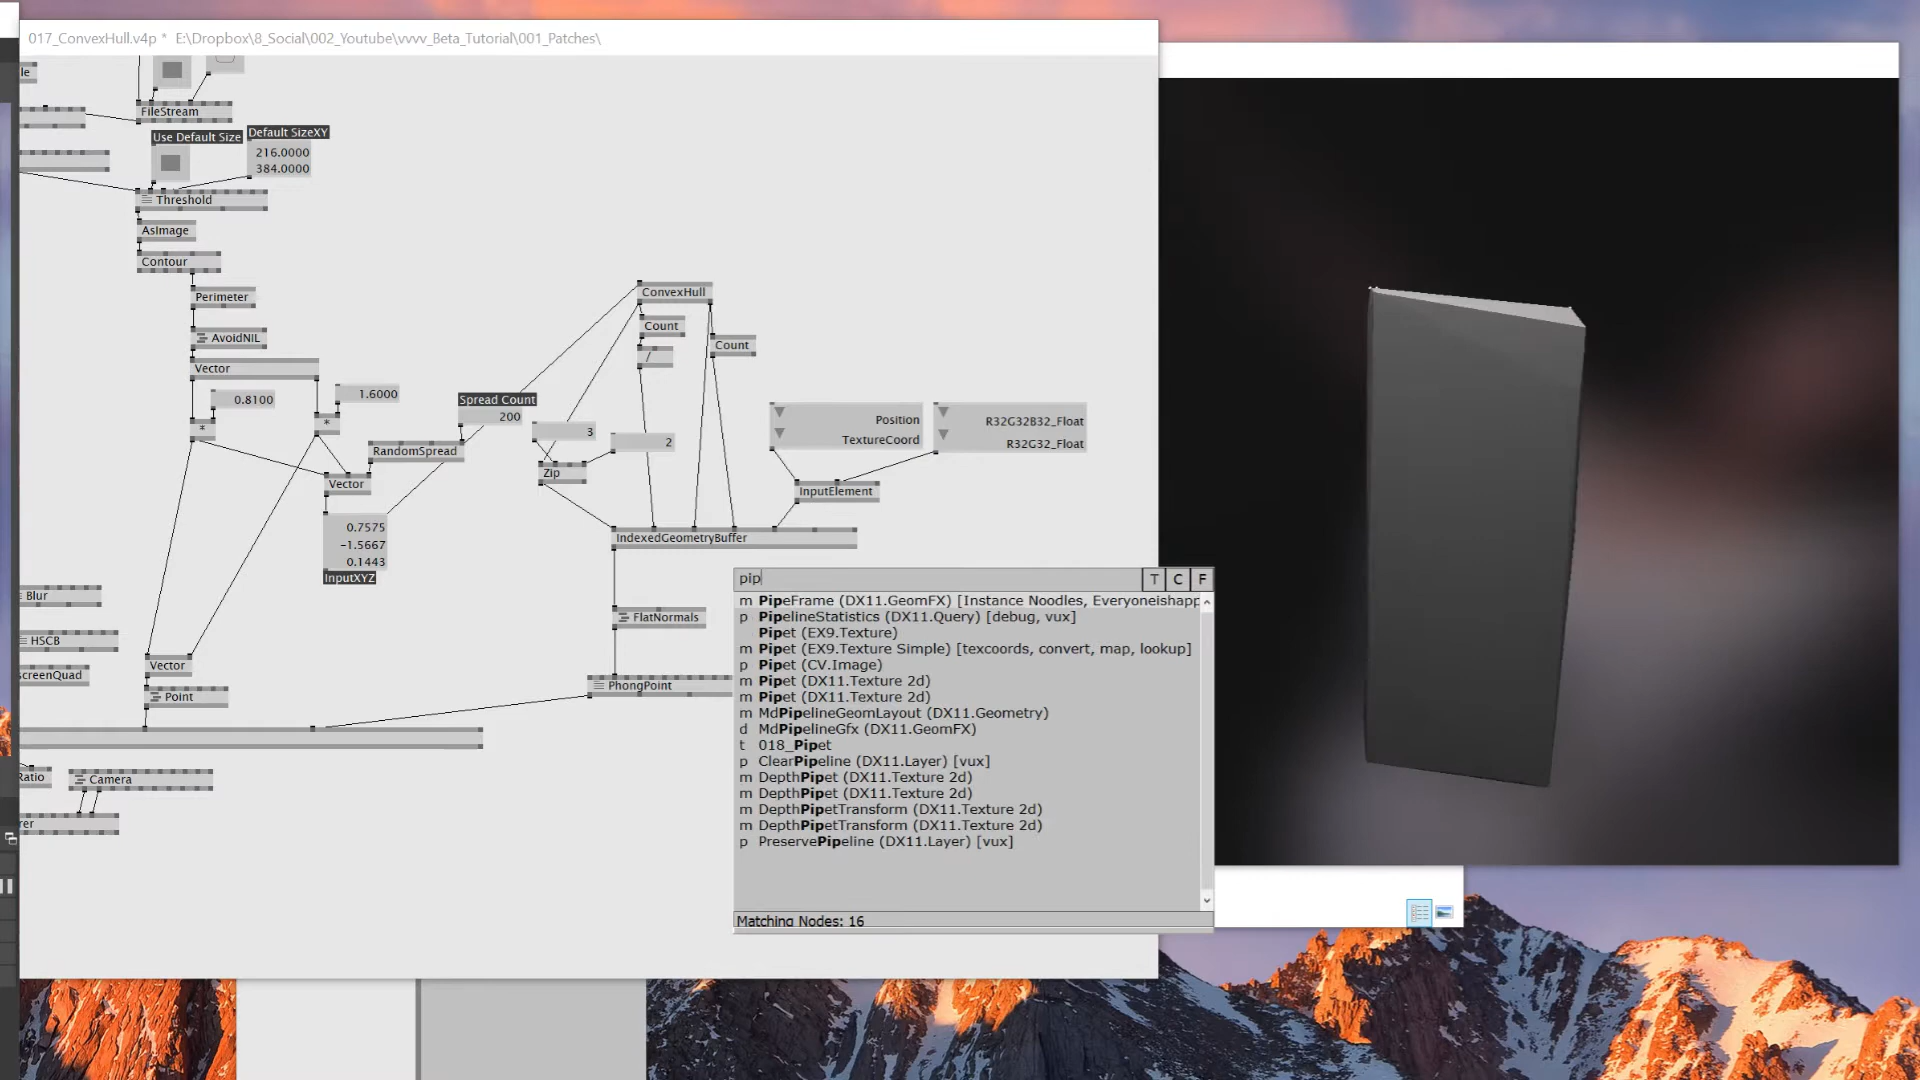 017_ConvexHull.v4p *  E:\Dropbox\8_Social\002_Youtube\vvvv_Beta_Tutorial\001_Patches\
le
FileStream
Use Default Size
Default SizeXY
216.0000
384.0000
Threshold
AsImage
Contour
Perimeter
AvoidNIL
Vector
0.8100
1.6000
*
*
RandomSpread
Spread Count
200
Vector
0.7575
-1.5667
0.1443
InputXYZ
ConvexHull
Count
/
Count
3
2
Zip
Position
TextureCoord
R32G32B32_Float
R32G32_Float
InputElement
IndexedGeometryBuffer
FlatNormals
PhongPoint
Blur
HSCB
screenQuad
Vector
Point
Ratio
Camera
rer
pip
T C F
m PipeFrame (DX11.GeomFX) [Instance Noodles, Everyoneishapp
p PipelineStatistics (DX11.Query) [debug, vux]
Pipet (EX9.Texture)
m Pipet (EX9.Texture Simple) [texcoords, convert, map, lookup]
p Pipet (CV.Image)
m Pipet (DX11.Texture 2d)
m Pipet (DX11.Texture 2d)
m MdPipelineGeomLayout (DX11.Geometry)
d MdPipelineGfx (DX11.GeomFX)
t 018_Pipet
p ClearPipeline (DX11.Layer) [vux]
m DepthPipet (DX11.Texture 2d)
m DepthPipet (DX11.Texture 2d)
m DepthPipetTransform (DX11.Texture 2d)
m DepthPipetTransform (DX11.Texture 2d)
p PreservePipeline (DX11.Layer) [vux]
Matching Nodes: 16